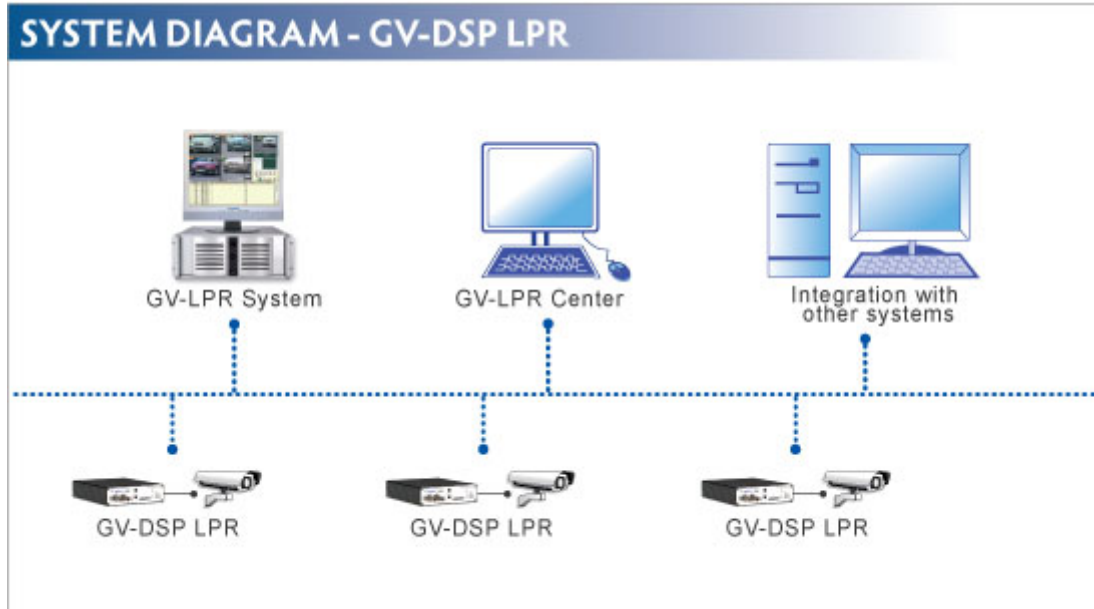 SYSTEM DIAGRAM - GV-DSP LPR
GV-LPR System
GV-LPR Center
Integration with
other systems
GV-DSP LPR
GV-DSP LPR
GV-DSP LPR